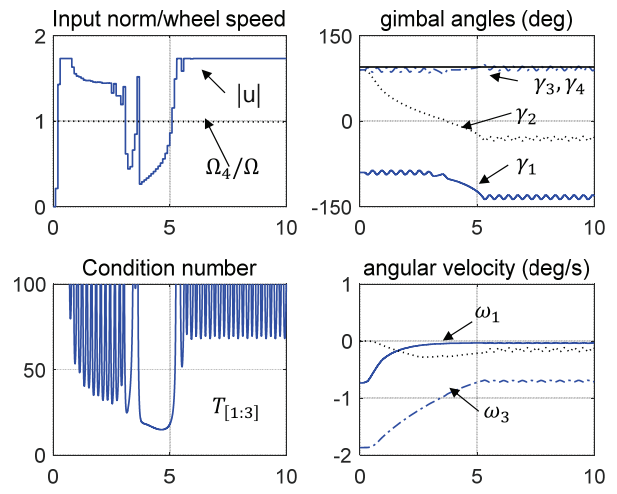 Input norm/wheel speed
2
1
0
0
5
10
|u|
Ω₄/Ω
gimbal angles (deg)
150
0
-150
0
5
10
γ₃, γ₄
γ₂
γ₁
Condition number
100
50
0
0
5
10
T[1:3]
angular velocity (deg/s)
1
0
-1
-2
0
5
10
ω₁
ω₃